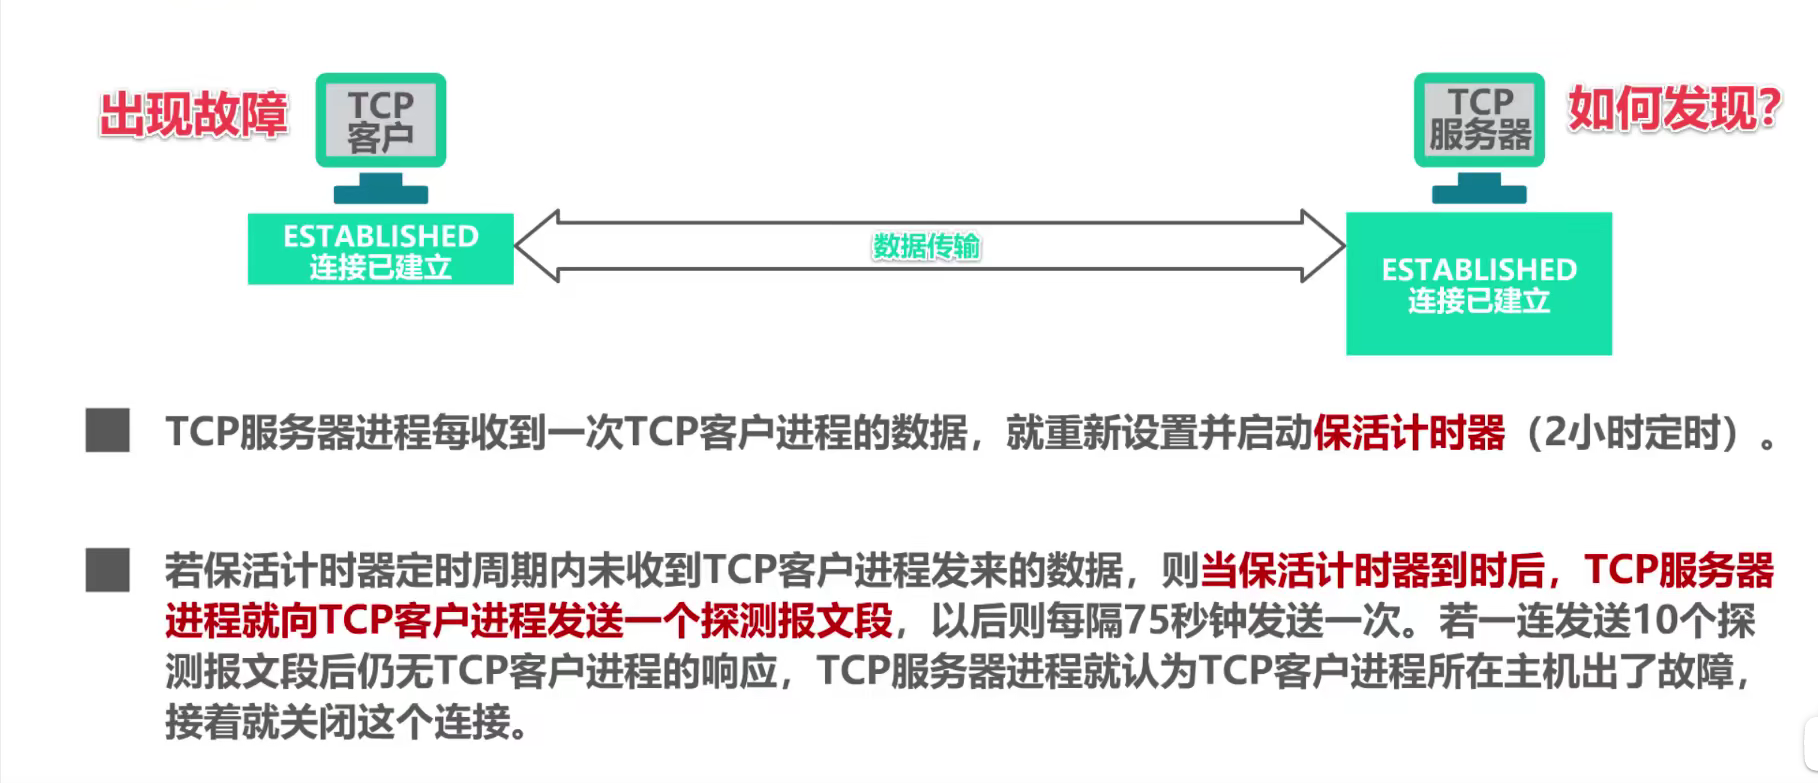 出现故障
TCP
客户
TCP
服务器
如何发现?
ESTABLISHED
连接已建立
数据传输
ESTABLISHED
连接已建立
TCP服务器进程每收到一次TCP客户进程的数据，就重新设置并启动保活计时器（2小时定时）。
若保活计时器定时周期内未收到TCP客户进程发来的数据，则当保活计时器到时后，TCP服务器
进程就向TCP客户进程发送一个探测报文段，以后则每隔75秒钟发送一次。若一连发送10个探
测报文段后仍无TCP客户进程的响应，TCP服务器进程就认为TCP客户进程所在主机出了故障，
接着就关闭这个连接。